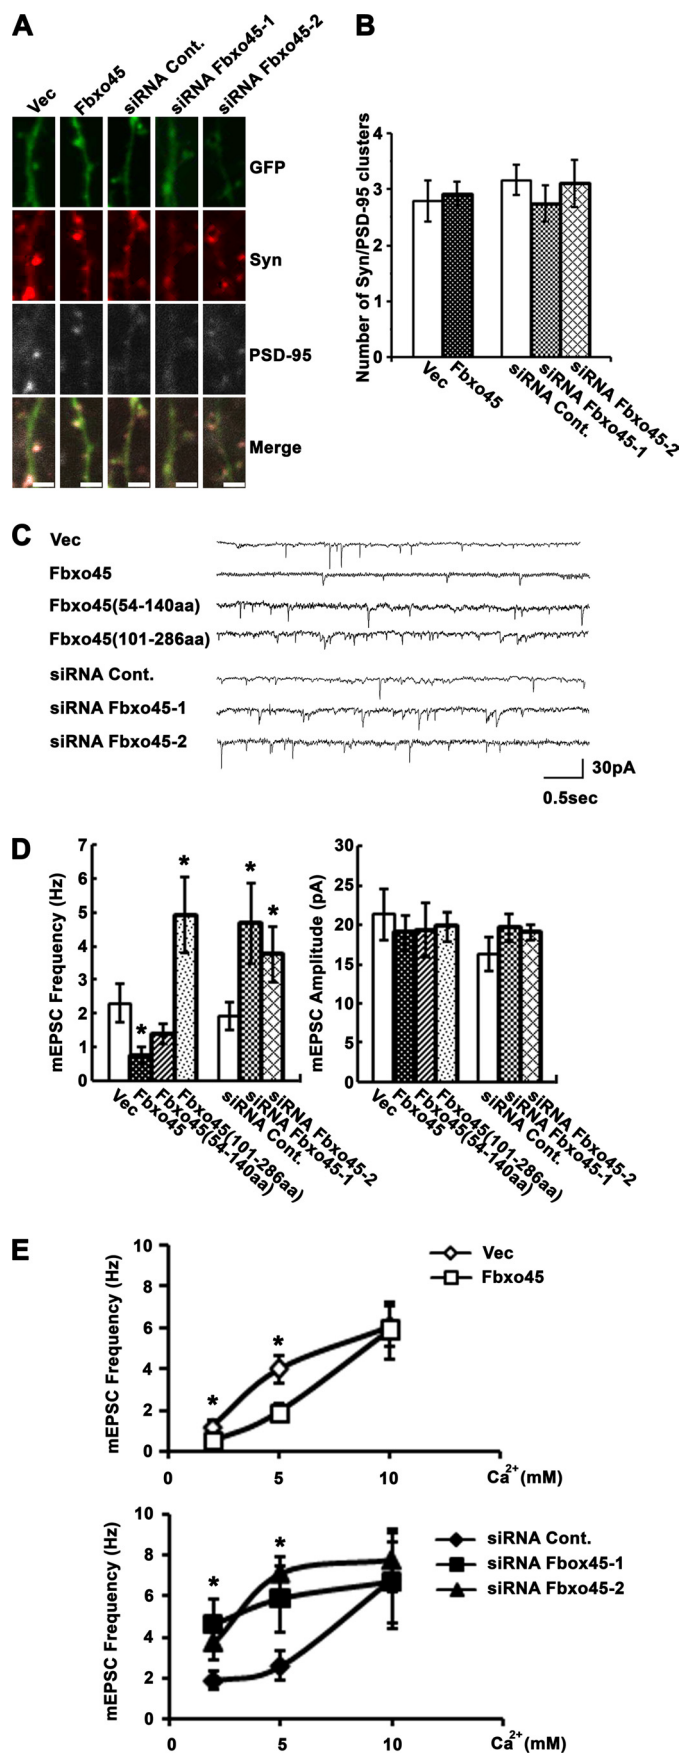 A
Vec
Fbxo45
siRNA Cont.
siRNA Fbxo45-1
siRNA Fbxo45-2
GFP
Syn
PSD-95
Merge
B
Number of Syn/PSD-95 clusters
4
3
2
1
0
Vec
Fbxo45
siRNA Cont.
siRNA Fbxo45-1
siRNA Fbxo45-2
C
Vec
Fbxo45
Fbxo45(54-140aa)
Fbxo45(101-286aa)
siRNA Cont.
siRNA Fbxo45-1
siRNA Fbxo45-2
30pA
0.5sec
D
mEPSC Frequency (Hz)
7
6
5
4
3
2
1
0
*
*
*
*
Vec
Fbxo45
Fbxo45(54-140aa)
Fbxo45(101-286aa)
siRNA Cont.
siRNA Fbxo45-1
siRNA Fbxo45-2
mEPSC Amplitude (pA)
30
25
20
15
10
5
0
Vec
Fbxo45
Fbxo45(54-140aa)
Fbxo45(101-286aa)
siRNA Cont.
siRNA Fbxo45-1
siRNA Fbxo45-2
E
mEPSC Frequency (Hz)
10
8
6
4
2
0
*
*
Vec
Fbxo45
0 5 10 Ca2+(mM)
mEPSC Frequency (Hz)
10
8
6
4
2
0
*
*
siRNA Cont.
siRNA Fbox45-1
siRNA Fbxo45-2
0 5 10 Ca2+(mM)